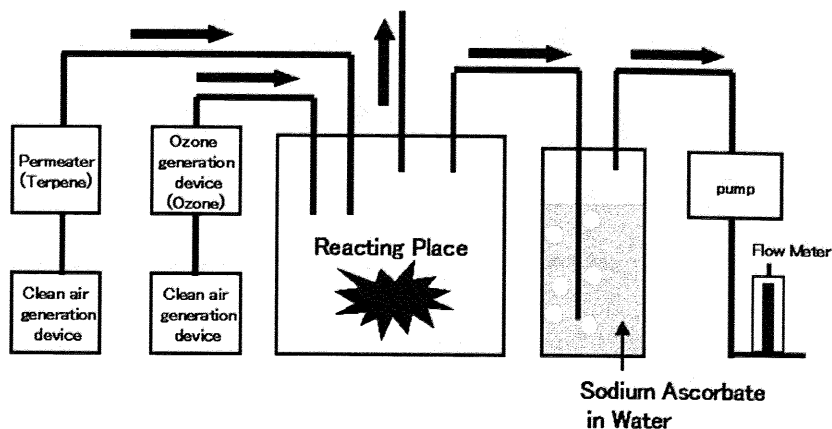 Permeater
(Terpene)
Ozone
generation
device
(Ozone)
Clean air
generation
device
Clean air
generation
device
Reacting Place
pump
Flow Meter
Sodium Ascorbate
in Water